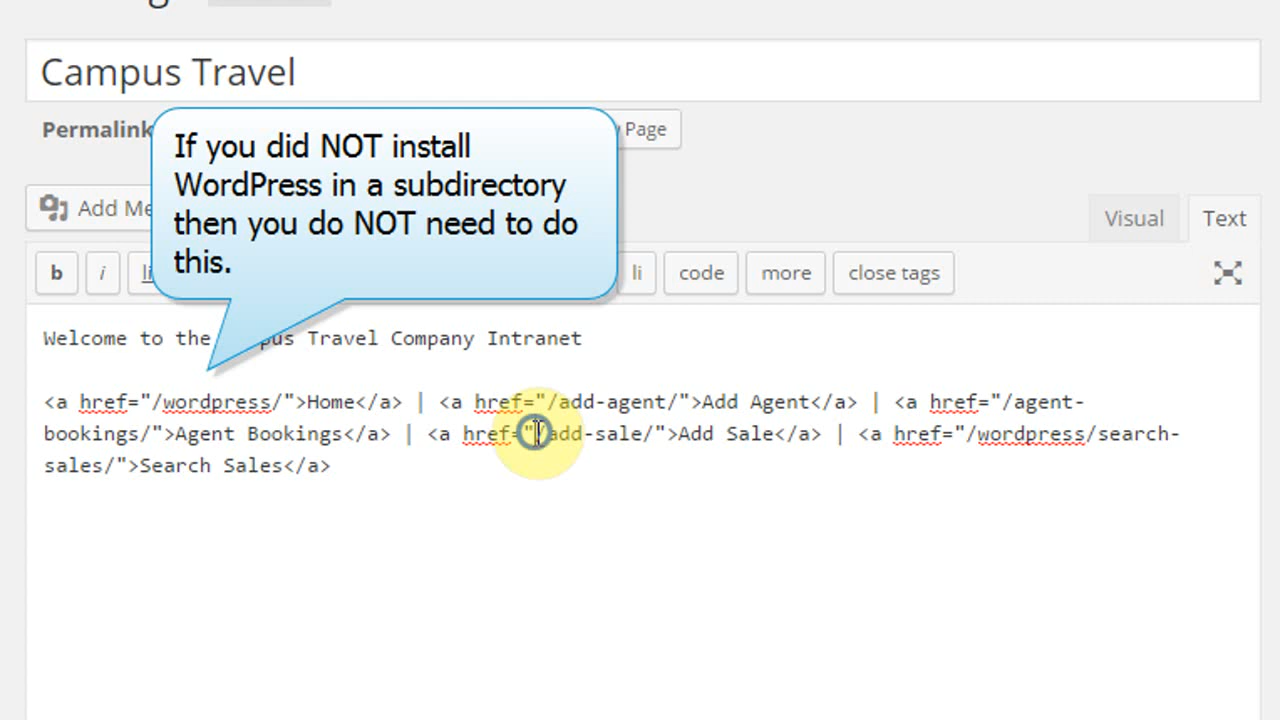 Campus Travel
Permalink
Page
If you did NOT install
WordPress in a subdirectory
then you do NOT need to do
this.
Add Me
Visual
Text
b
i
li
li
code
more
close tags
Welcome to the pus Travel Company Intranet
<a href="/wordpress/">Home</a> | <a href="/add-agent/">Add Agent</a> | <a href="/agent-
bookings/">Agent Bookings</a> | <a href="/add-sale/">Add Sale</a> | <a href="/wordpress/search-
sales/">Search Sales</a>